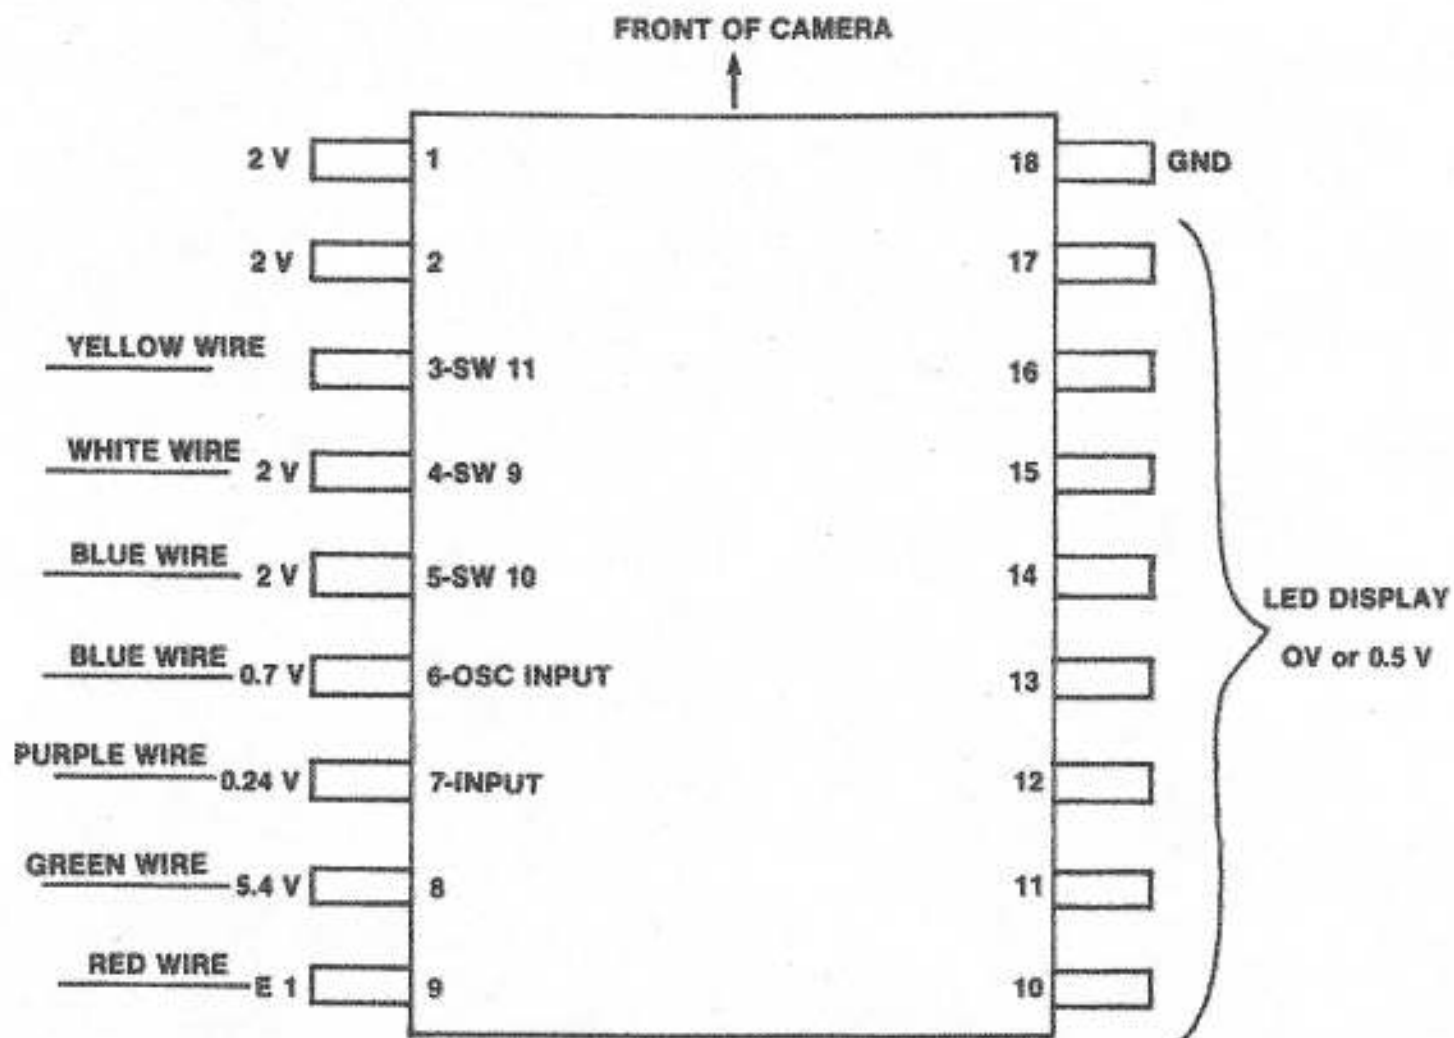 FRONT OF CAMERA
2 V 1
18 GND
2 V 2
17
YELLOW WIRE
3-SW 11
16
WHITE WIRE 2 V 4-SW 9
15
BLUE WIRE 2 V 5-SW 10
14
LED DISPLAY
0V or 0.5 V
BLUE WIRE 0.7 V 6-OSC INPUT
13
PURPLE WIRE 0.24 V 7-INPUT
12
GREEN WIRE 5.4 V 8
11
RED WIRE E 1 9
10